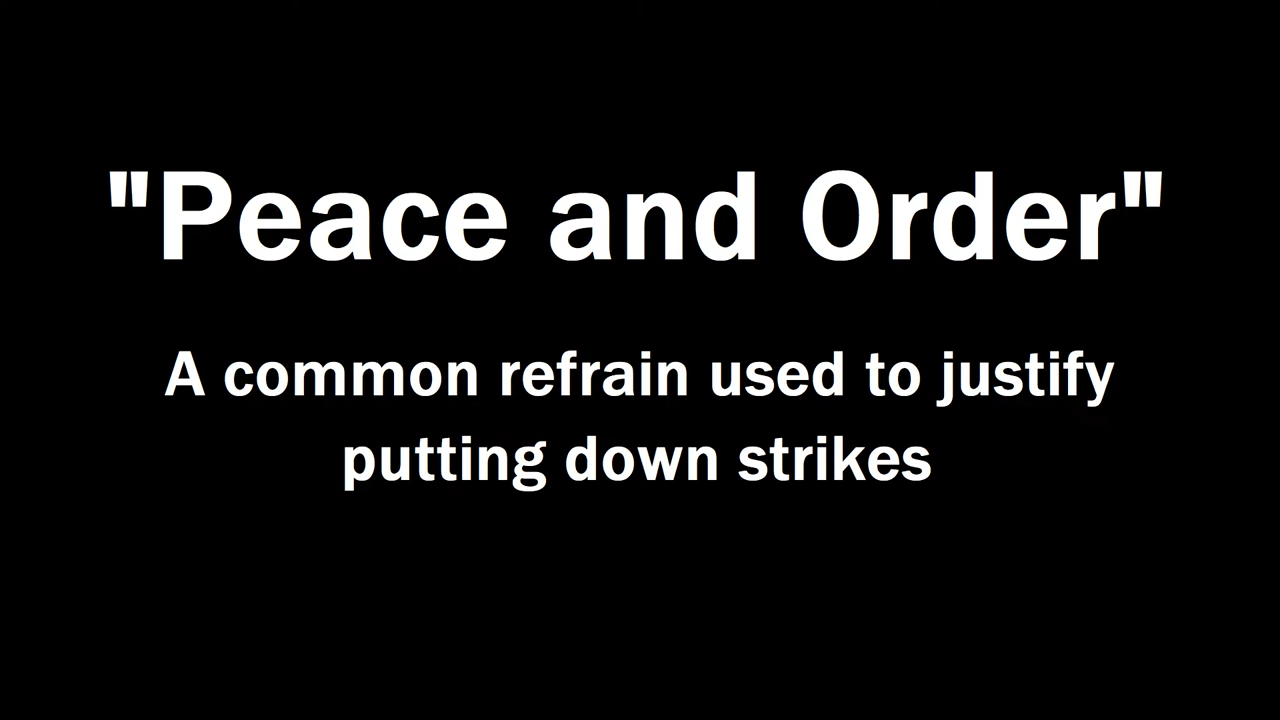 "Peace and Order"
A common refrain used to justify
putting down strikes